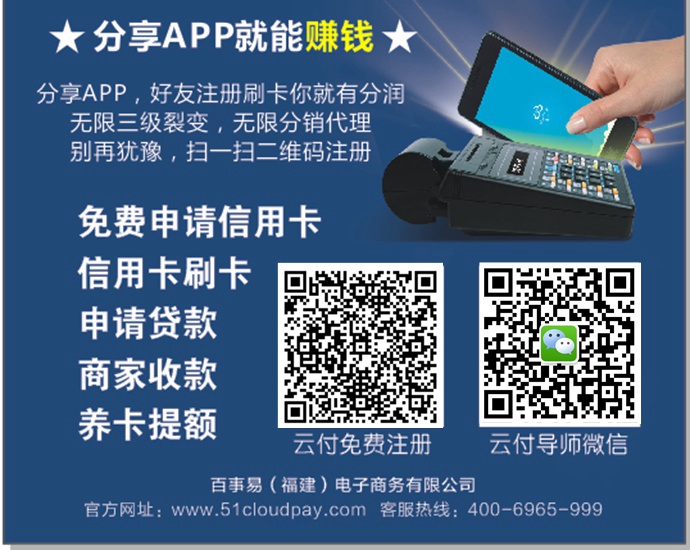 ★ 分享APP就能赚钱 ★
分享APP，好友注册刷卡你就有分润
无限三级裂变，无限分销代理
别再犹豫，扫一扫二维码注册
免费申请信用卡
信用卡刷卡
申请贷款
商家收款
养卡提额
云付免费注册
云付导师微信
百事易（福建）电子商务有限公司
官方网址：www.51cloudpay.com 客服热线：400-6965-999